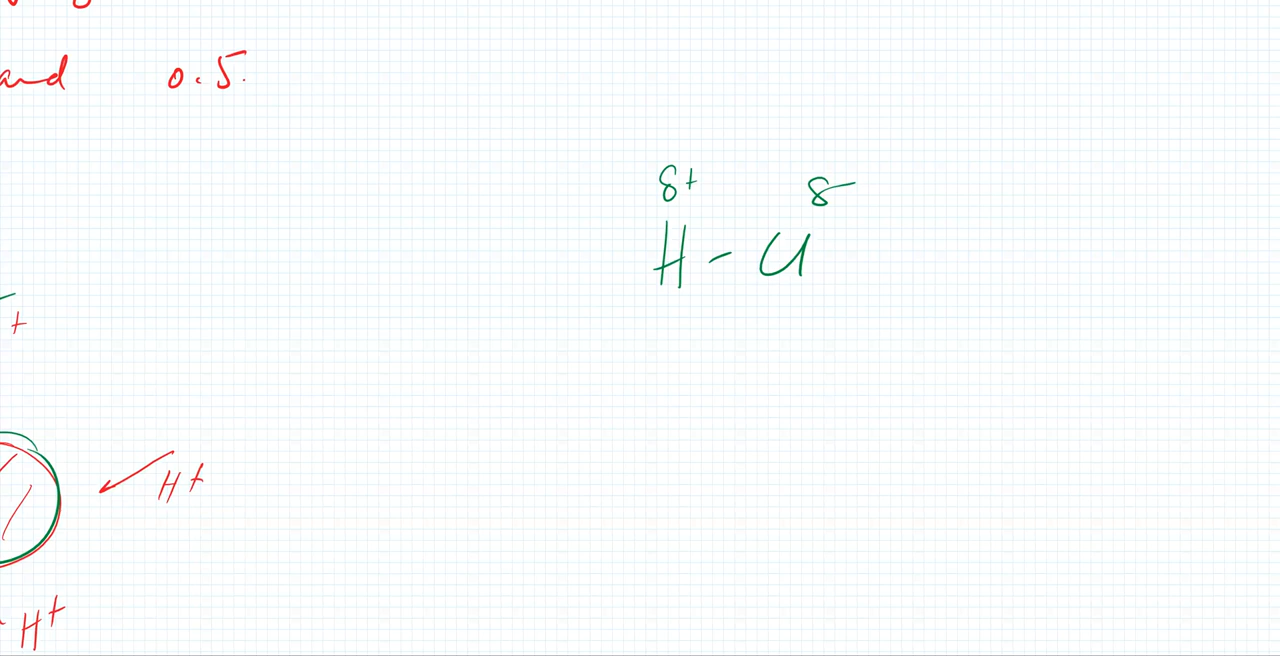 and 0.5.
δ+ δ-
H - Cl
+
H+
H+